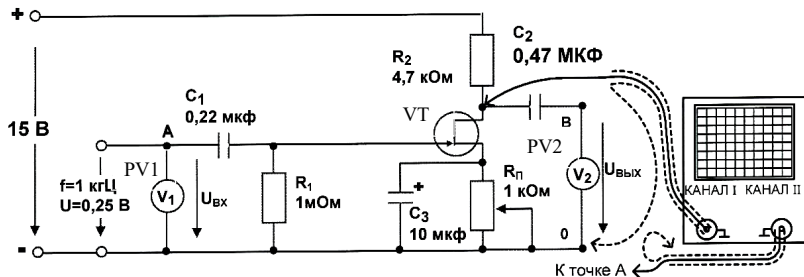 +
C2
0,47 МКФ
R2
4,7 кОм
C1
0,22 мкф
VT
15 В
A
B
PV1
PV2
f=1 кгЦ
U=0,25 В
V1
UВХ
R1
1мОм
+
C3
10 мкф
RП
1 кОм
V2
UВЫХ
КАНАЛ I КАНАЛ II
0
-
К точке А